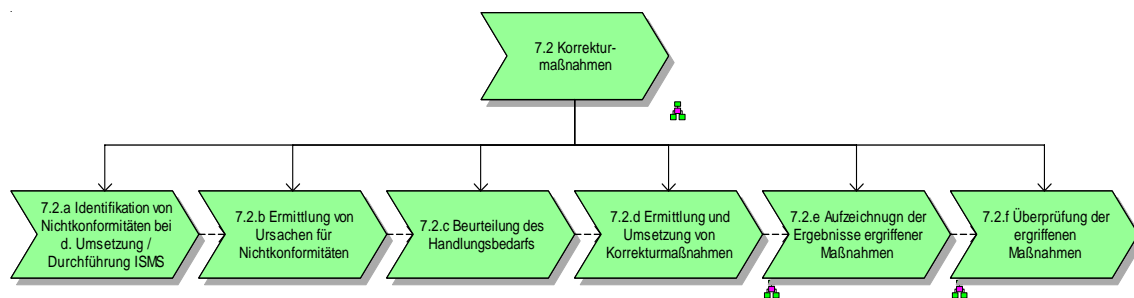 7.2 Korrektur-
maßnahmen
7.2.a Identifikation von
Nichtkonformitäten bei
d. Umsetzung /
Durchführung ISMS
7.2.b Ermittlung von
Ursachen für
Nichtkonformitäten
7.2.c Beurteilung des
Handlungsbedarfs
7.2.d Ermittlung und
Umsetzung von
Korrekturmaßnahmen
7.2.e Aufzeichnugn der
Ergebnisse ergriffener
Maßnahmen
7.2.f Überprüfung der
ergriffenen
Maßnahmen